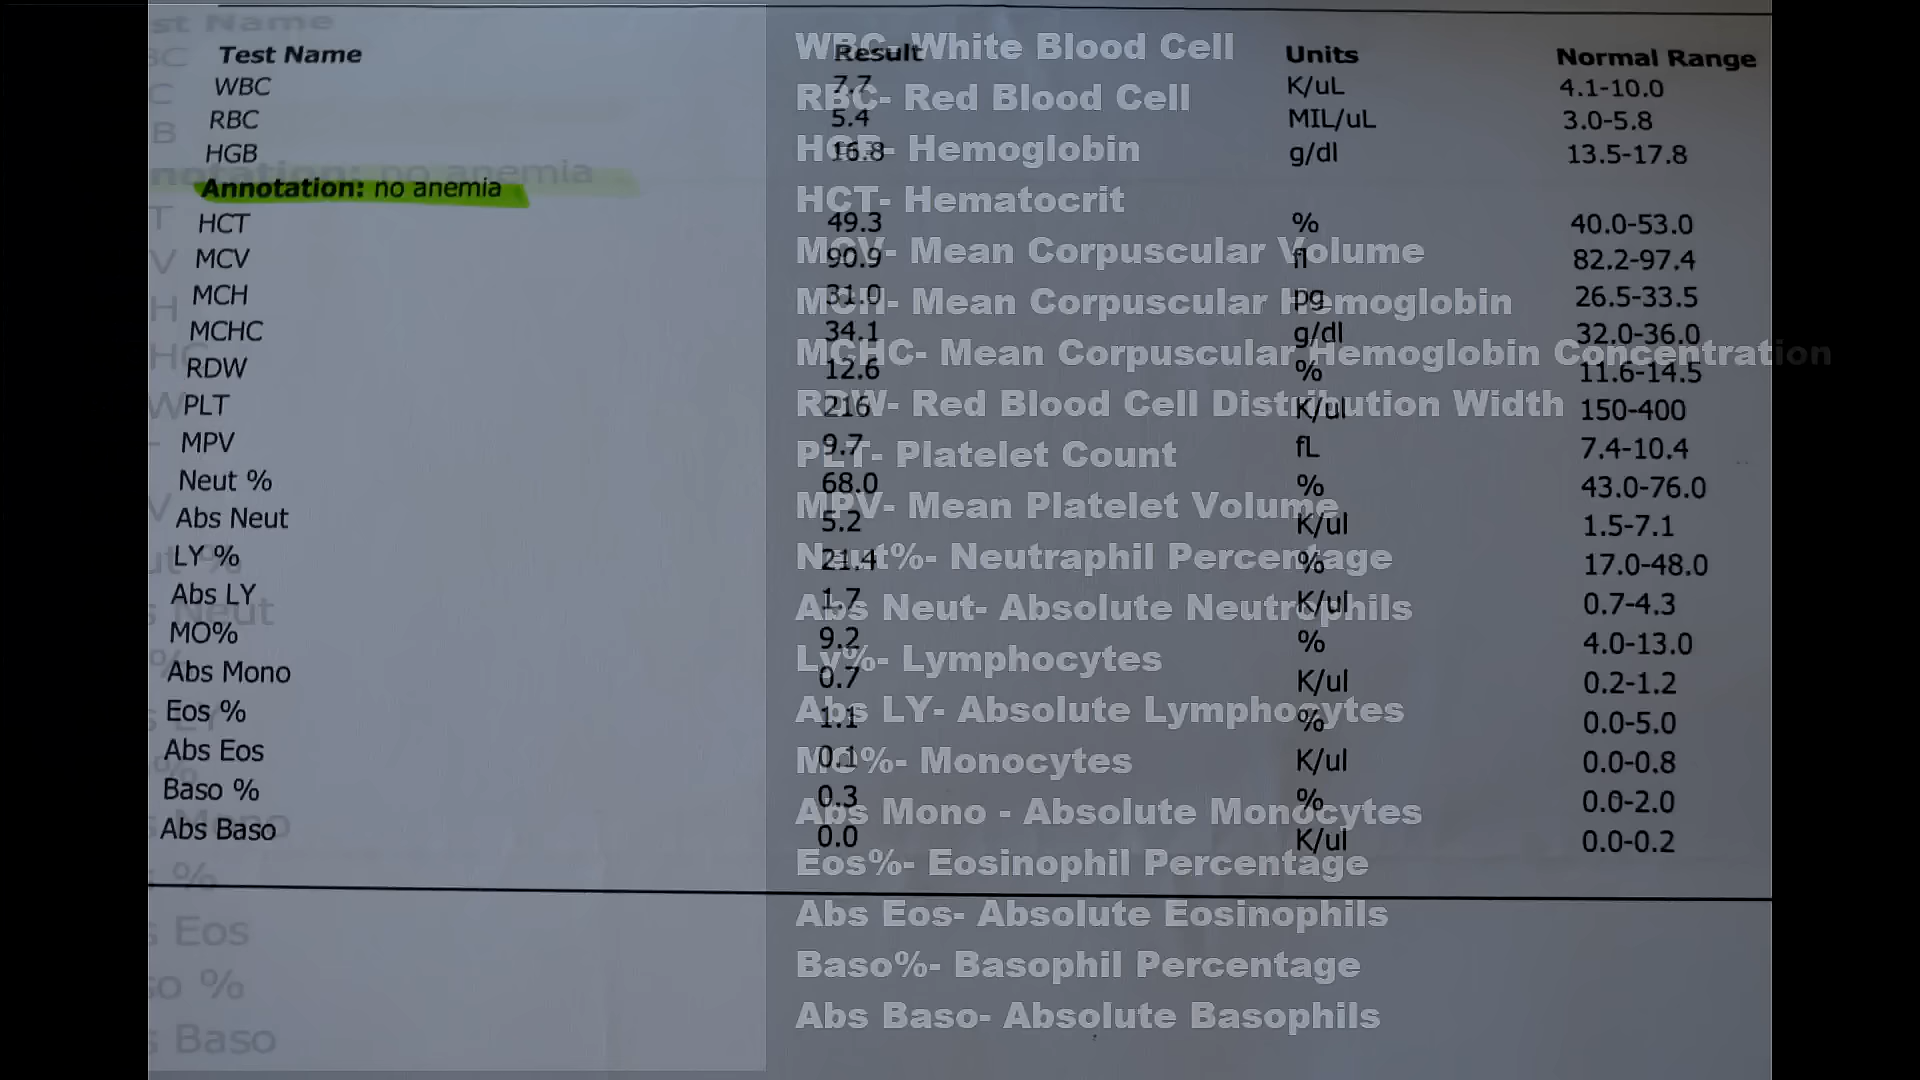 Test Name Result Units Normal Range
WBC 7.7 K/uL 4.1-10.0
RBC 5.4 MIL/uL 3.0-5.8
HGB 16.8 g/dl 13.5-17.8
Annotation: no anemia
HCT 49.3 % 40.0-53.0
MCV 90.9 fl 82.2-97.4
MCH 31.0 pg 26.5-33.5
MCHC 34.1 g/dl 32.0-36.0
RDW 12.6 % 11.6-14.5
PLT 216 K/ul 150-400
MPV 9.7 fL 7.4-10.4
Neut % 68.0 % 43.0-76.0
Abs Neut 5.2 K/ul 1.5-7.1
LY % 21.4 % 17.0-48.0
Abs LY 1.7 K/ul 0.7-4.3
MO% 9.2 % 4.0-13.0
Abs Mono 0.7 K/ul 0.2-1.2
Eos % 1.1 % 0.0-5.0
Abs Eos 0.1 K/ul 0.0-0.8
Baso % 0.3 % 0.0-2.0
Abs Baso 0.0 K/ul 0.0-0.2
WBC- White Blood Cell
RBC- Red Blood Cell
HGB- Hemoglobin
HCT- Hematocrit
MCV- Mean Corpuscular Volume
MCH- Mean Corpuscular Hemoglobin
MCHC- Mean Corpuscular Hemoglobin Concentration
RDW- Red Blood Cell Distribution Width
PLT- Platelet Count
MPV- Mean Platelet Volume
Neut%- Neutraphil Percentage
Abs Neut- Absolute Neutrophils
Ly%- Lymphocytes
Abs LY- Absolute Lymphocytes
MO%- Monocytes
Abs Mono - Absolute Monocytes
Eos%- Eosinophil Percentage
Abs Eos- Absolute Eosinophils
Baso%- Basophil Percentage
Abs Baso- Absolute Basophils